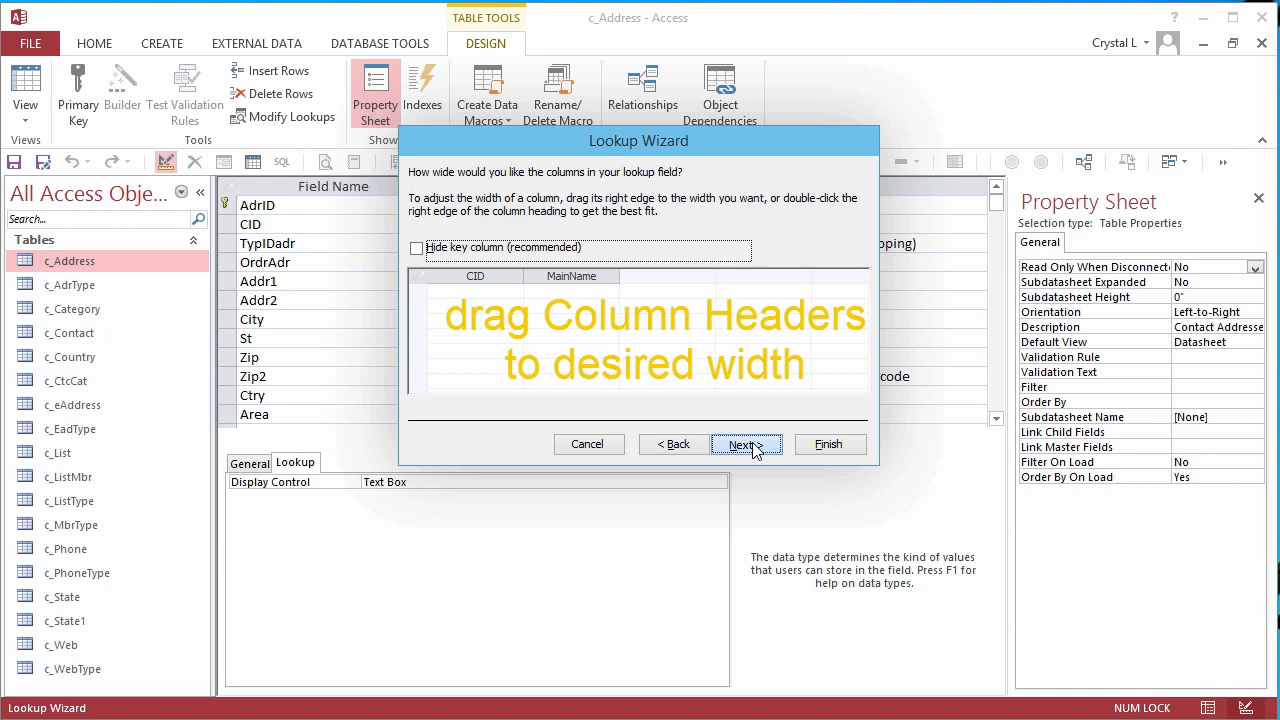 TABLE TOOLS
c_Address - Access
FILE
HOME
CREATE
EXTERNAL DATA
DATABASE TOOLS
DESIGN
Crystal L
View
Primary Key
Builder
Test Validation Rules
Insert Rows
Delete Rows
Modify Lookups
Property Sheet
Indexes
Create Data Macros
Rename/ Delete Macro
Relationships
Object Dependencies
Views
Tools
Show
SQL
All Access Obje...
Search...
Tables
c_Address
c_AdrType
c_Category
c_Contact
c_Country
c_CtcCat
c_eAddress
c_EadType
c_List
c_ListMbr
c_ListType
c_MbrType
c_Phone
c_PhoneType
c_State
c_State1
c_Web
c_WebType
Field Name
AdrID
CID
TypIDadr
OrdrAdr
Addr1
Addr2
City
St
Zip
Zip2
Ctry
Area
pping)
code
Lookup Wizard
How wide would you like the columns in your lookup field?
To adjust the width of a column, drag its right edge to the width you want, or double-click the
right edge of the column heading to get the best fit.
Hide key column (recommended)
CID MainName
drag Column Headers
to desired width
Cancel
< Back
Next >
Finish
General
Lookup
Display Control Text Box
The data type determines the kind of values
that users can store in the field. Press F1 for
help on data types.
Property Sheet
Selection type: Table Properties
General
Read Only When Disconnecte No
Subdatasheet Expanded No
Subdatasheet Height 0"
Orientation Left-to-Right
Description Contact Addresse
Default View Datasheet
Validation Rule
Validation Text
Filter
Order By
Subdatasheet Name [None]
Link Child Fields
Link Master Fields
Filter On Load No
Order By On Load Yes
Lookup Wizard
NUM LOCK